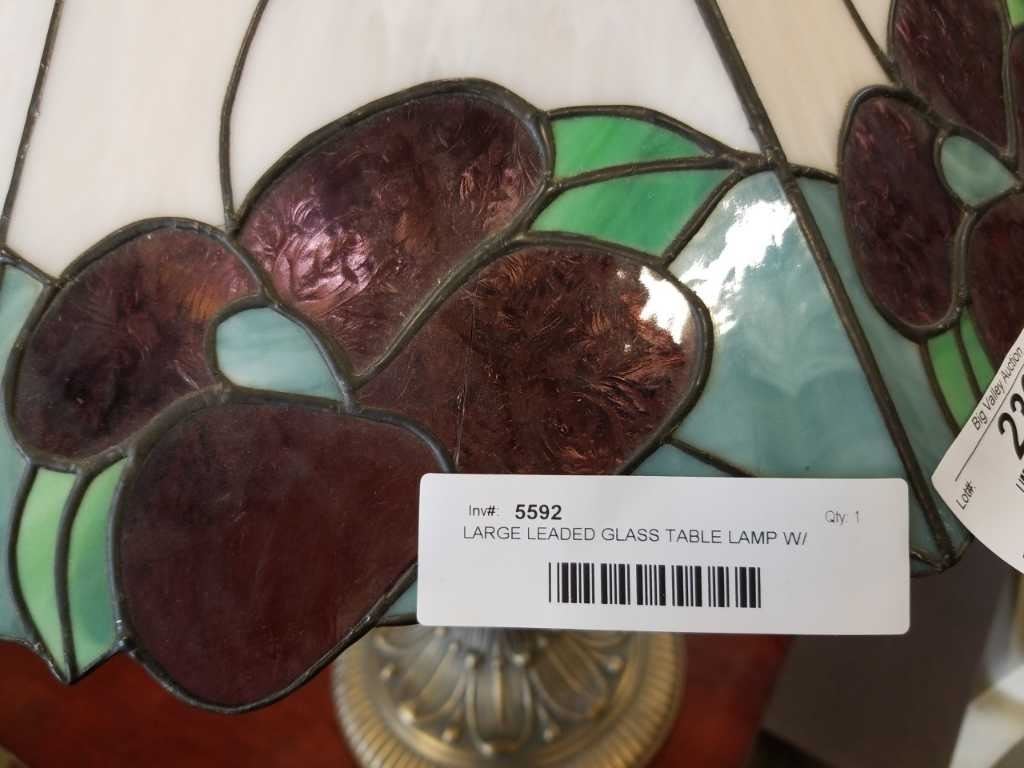 Inv#: 5592 Qty: 1
LARGE LEADED GLASS TABLE LAMP W/
Big Valley Auction
Lot#: